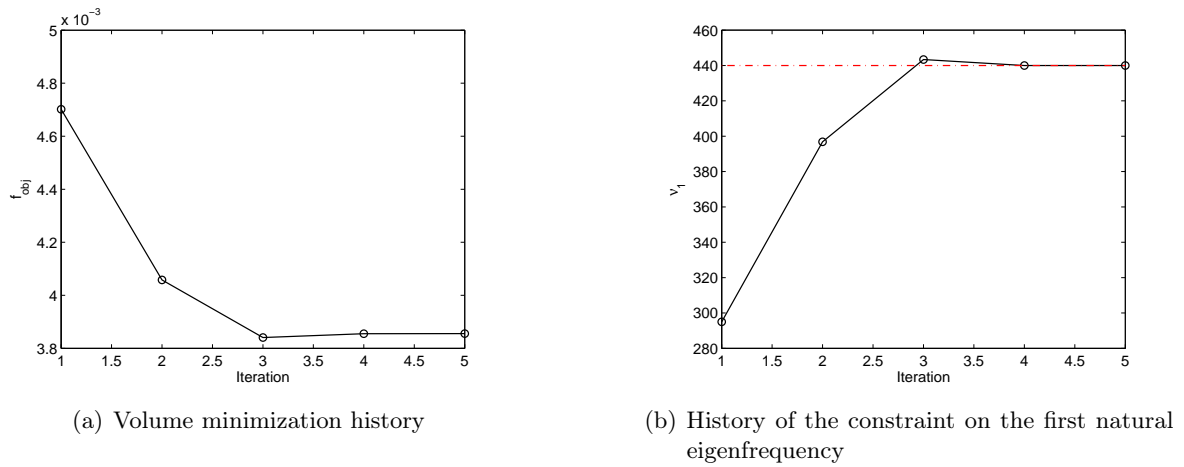 x 10⁻³
5
4.8
4.6
4.4
4.2
4
3.8
f_obj
1 1.5 2 2.5 3 3.5 4 4.5 5
Iteration
(a) Volume minimization history
460
440
420
400
380
360
340
320
300
280
ν₁
1 1.5 2 2.5 3 3.5 4 4.5 5
Iteration
(b) History of the constraint on the first natural
eigenfrequency